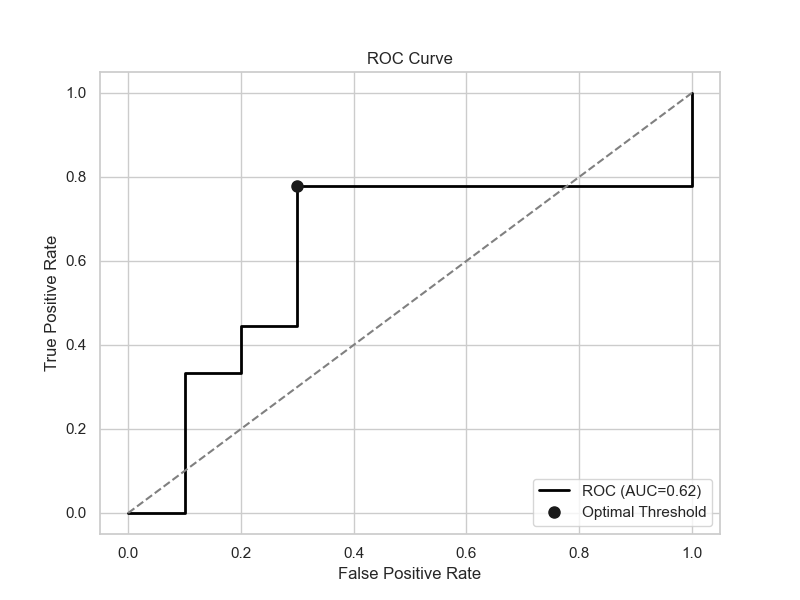 ROC Curve
1.0
0.8
0.6
0.4
0.2
0.0
True Positive Rate
0.0 0.2 0.4 0.6 0.8 1.0
False Positive Rate
ROC (AUC=0.62)
Optimal Threshold